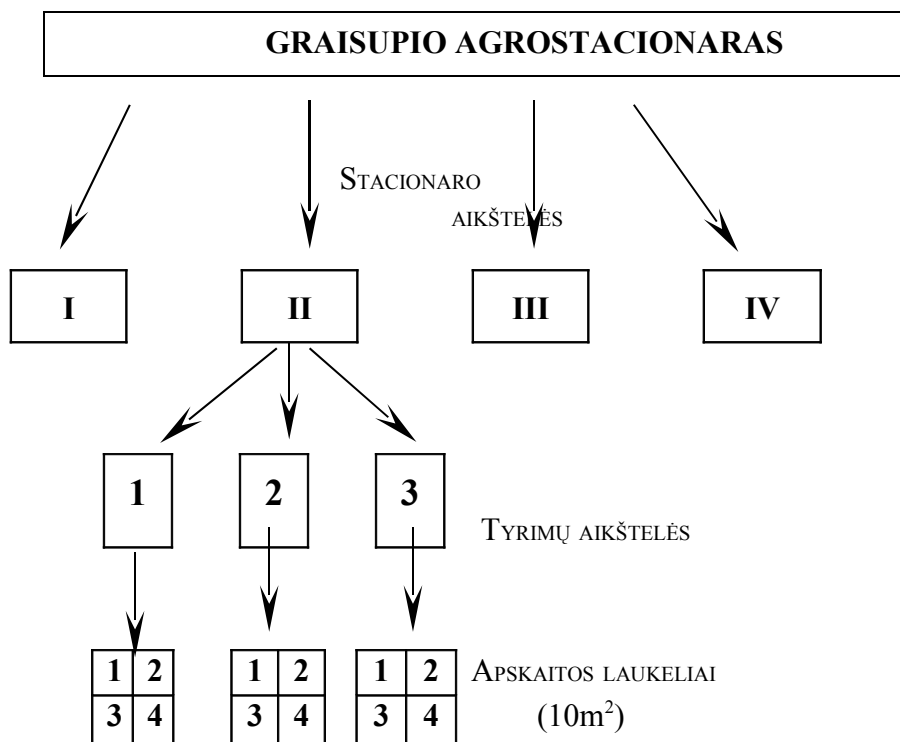 GRAISUPIO AGROSTACIONARAS
STACIONARO
AIKŠTELĖS
I II III IV
1 2 3
TYRIMŲ AIKŠTELĖS
1 2 1 2 1 2
APSKAITOS LAUKELIAI
3 4 3 4 3 4
(10m²)